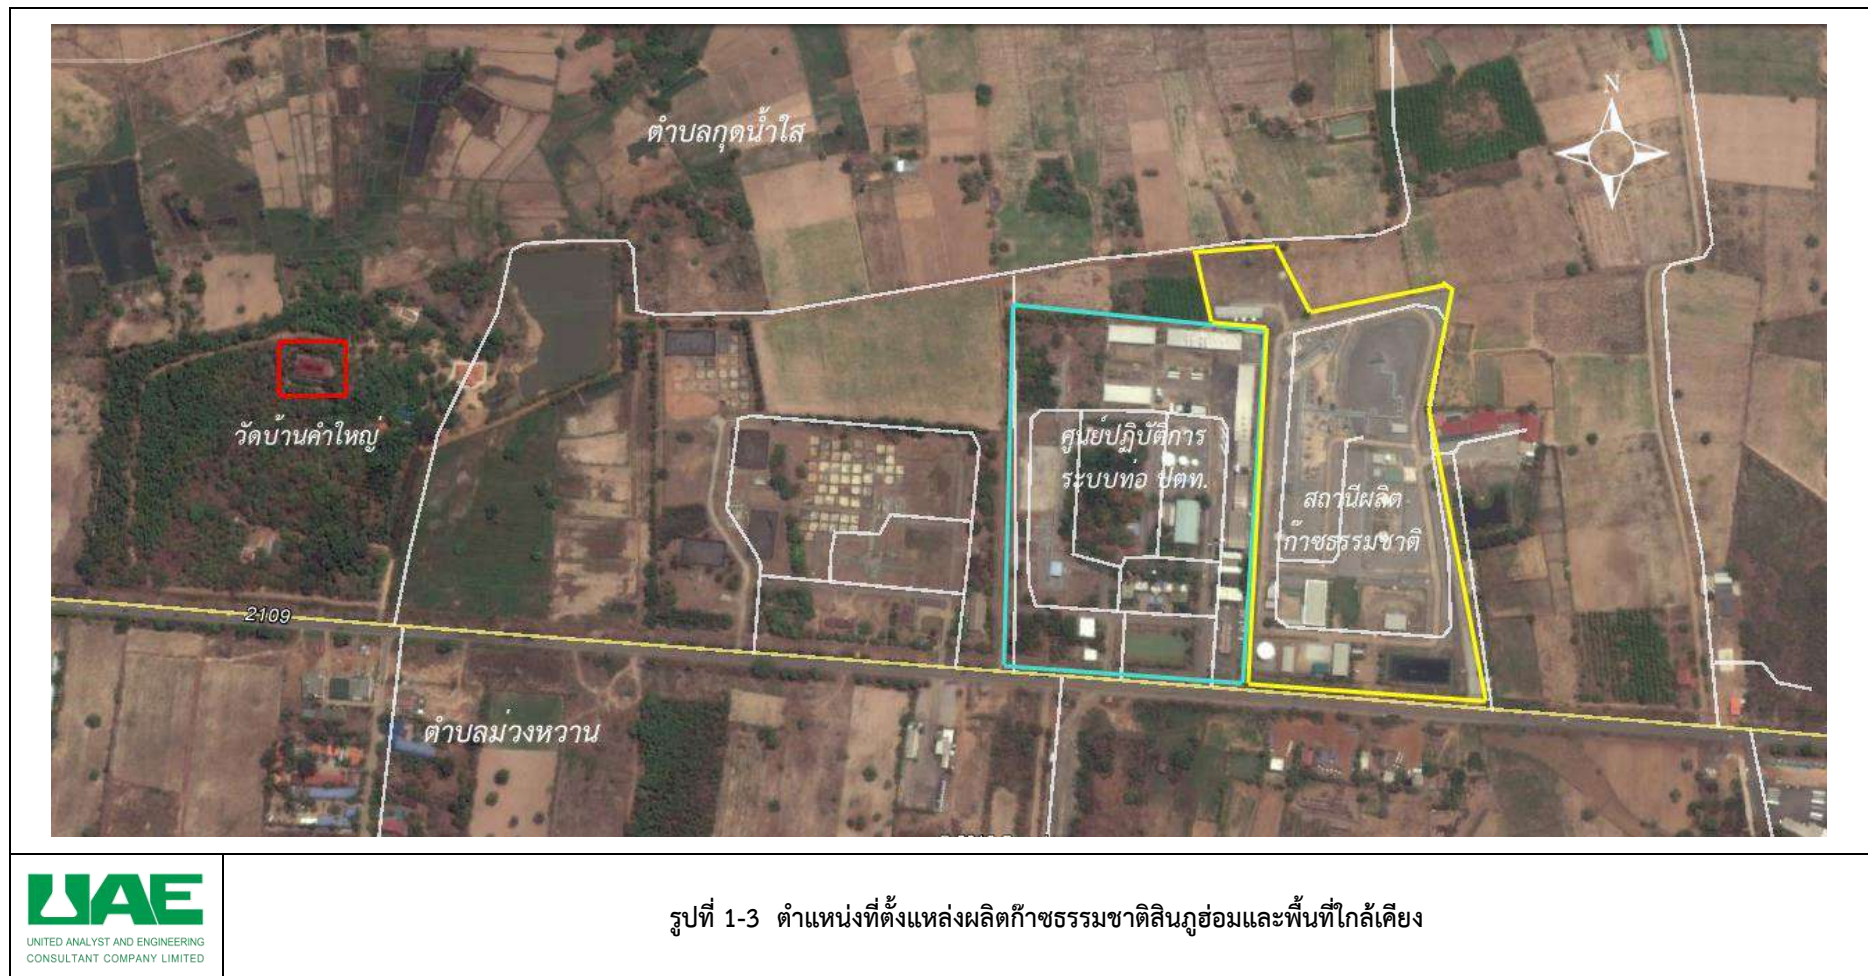 N
ตำบลกุดน้ำใส
วัดบ้านคำใหญ่
ศูนย์ปฏิบัติการ
ระบบท่อ ปตท.
สถานีผลิต
ก๊าซธรรมชาติ
2109
ตำบลม่วงหวาน
UAE
UNITED ANALYST AND ENGINEERING
CONSULTANT COMPANY LIMITED
รูปที่ 1-3 ตำแหน่งที่ตั้งแหล่งผลิตก๊าซธรรมชาติสินภูฮ่อมและพื้นที่ใกล้เคียง